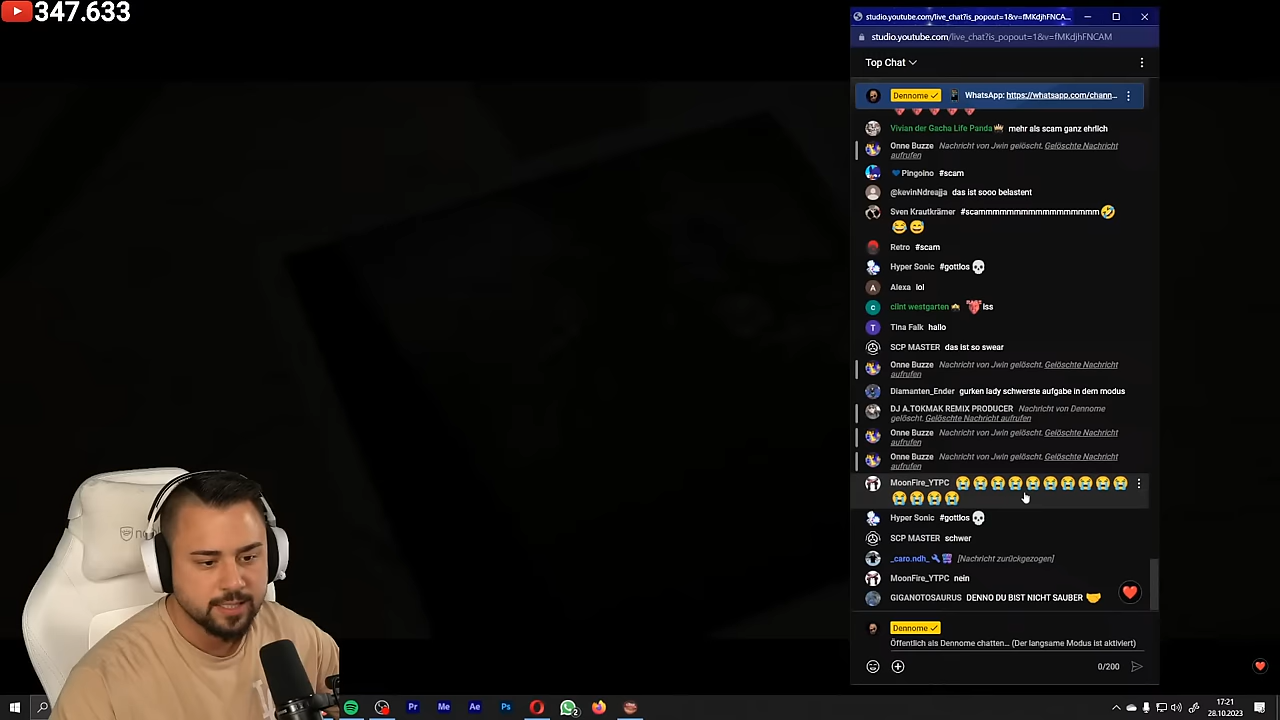 347.633
studio.youtube.com/live_chat?is_popout=1&v=fMKdjhFNCA...
studio.youtube.com/live_chat?is_popout=1&v=fMKdjhFNCAM
Top Chat
Dennome WhatsApp: https://whatsapp.com/chann...
Vivian der Gacha Life Panda mehr als scam ganz ehrlich
Onne Buzze Nachricht von Jwin gelöscht. Gelöschte Nachricht
aufrufen
Pingoino #scam
@kevinNdreajja das ist sooo belastent
Sven Krautkrämer #scammmmmmmmmmmmmmmmm 🤣
😂😅
Retro #scam
Hyper Sonic #gottlos 💀
A Alexa lol
c clint westgarten iss
T Tina Falk hallo
SCP MASTER das ist so swear
Onne Buzze Nachricht von Jwin gelöscht. Gelöschte Nachricht
aufrufen
Diamanten_Ender gurken lady schwerste aufgabe in dem modus
DJ A.TOKMAK REMIX PRODUCER Nachricht von Dennome
gelöscht. Gelöschte Nachricht aufrufen
Onne Buzze Nachricht von Jwin gelöscht. Gelöschte Nachricht
aufrufen
Onne Buzze Nachricht von Jwin gelöscht. Gelöschte Nachricht
aufrufen
MoonFire_YTPC 😭😭😭😭😭😭😭😭😭😭
😭😭😭😭
Hyper Sonic #gottlos 💀
SCP MASTER schwer
_caro.ndh_ [Nachricht zurückgezogen]
MoonFire_YTPC nein
GIGANOTOSAURUS DENNO DU BIST NICHT SAUBER 🤝
Dennome
Öffentlich als Dennome chatten... (Der langsame Modus ist aktiviert)
0/200
Pr Me Ae Ps 2
17:21
28.10.2023